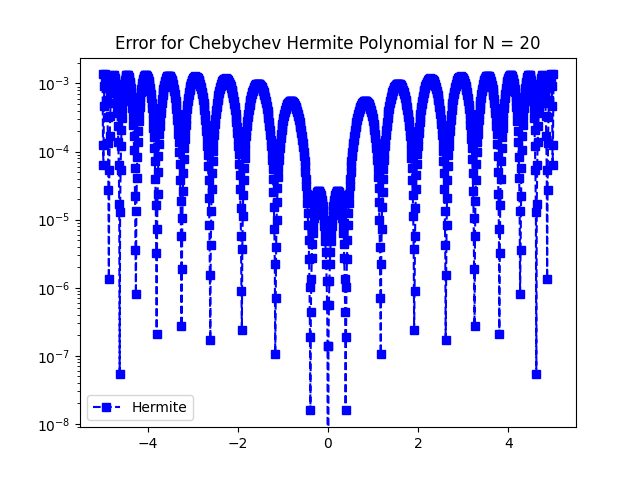 Error for Chebychev Hermite Polynomial for N = 20
10⁻³
10⁻⁴
10⁻⁵
10⁻⁶
10⁻⁷
10⁻⁸
Hermite
−4 −2 0 2 4